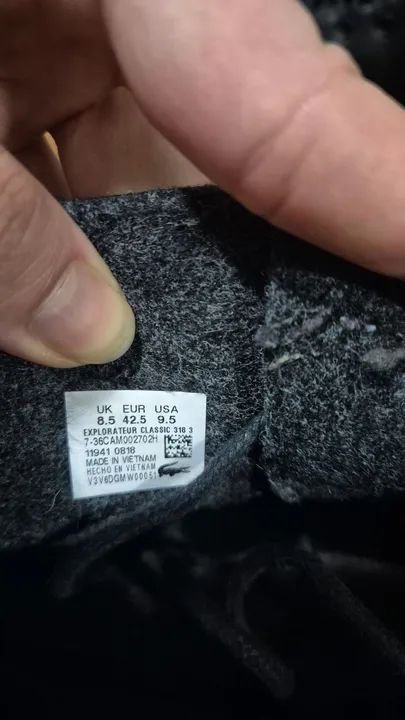 UK EUR USA
8.5 42.5 9.5
EXPLORATEUR CLASSIC 318 3
7-36CAM002702H
11941 0818
MADE IN VIETNAM
HECHO EN VIETNAM
V3V6DGMW00051